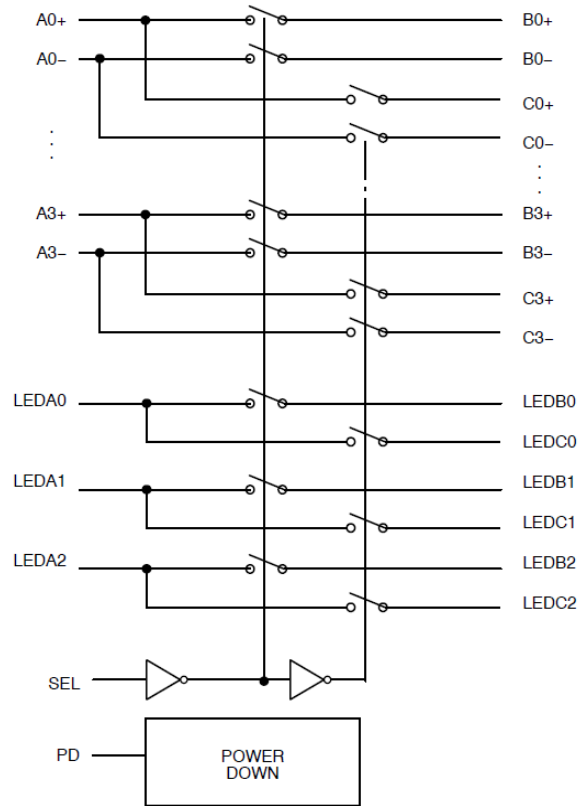 A0+ B0+
A0− B0−
C0+
C0−
A3+ B3+
A3− B3−
C3+
C3−
LEDA0 LEDB0
LEDC0
LEDA1 LEDB1
LEDC1
LEDA2 LEDB2
LEDC2
SEL
PD POWER
DOWN